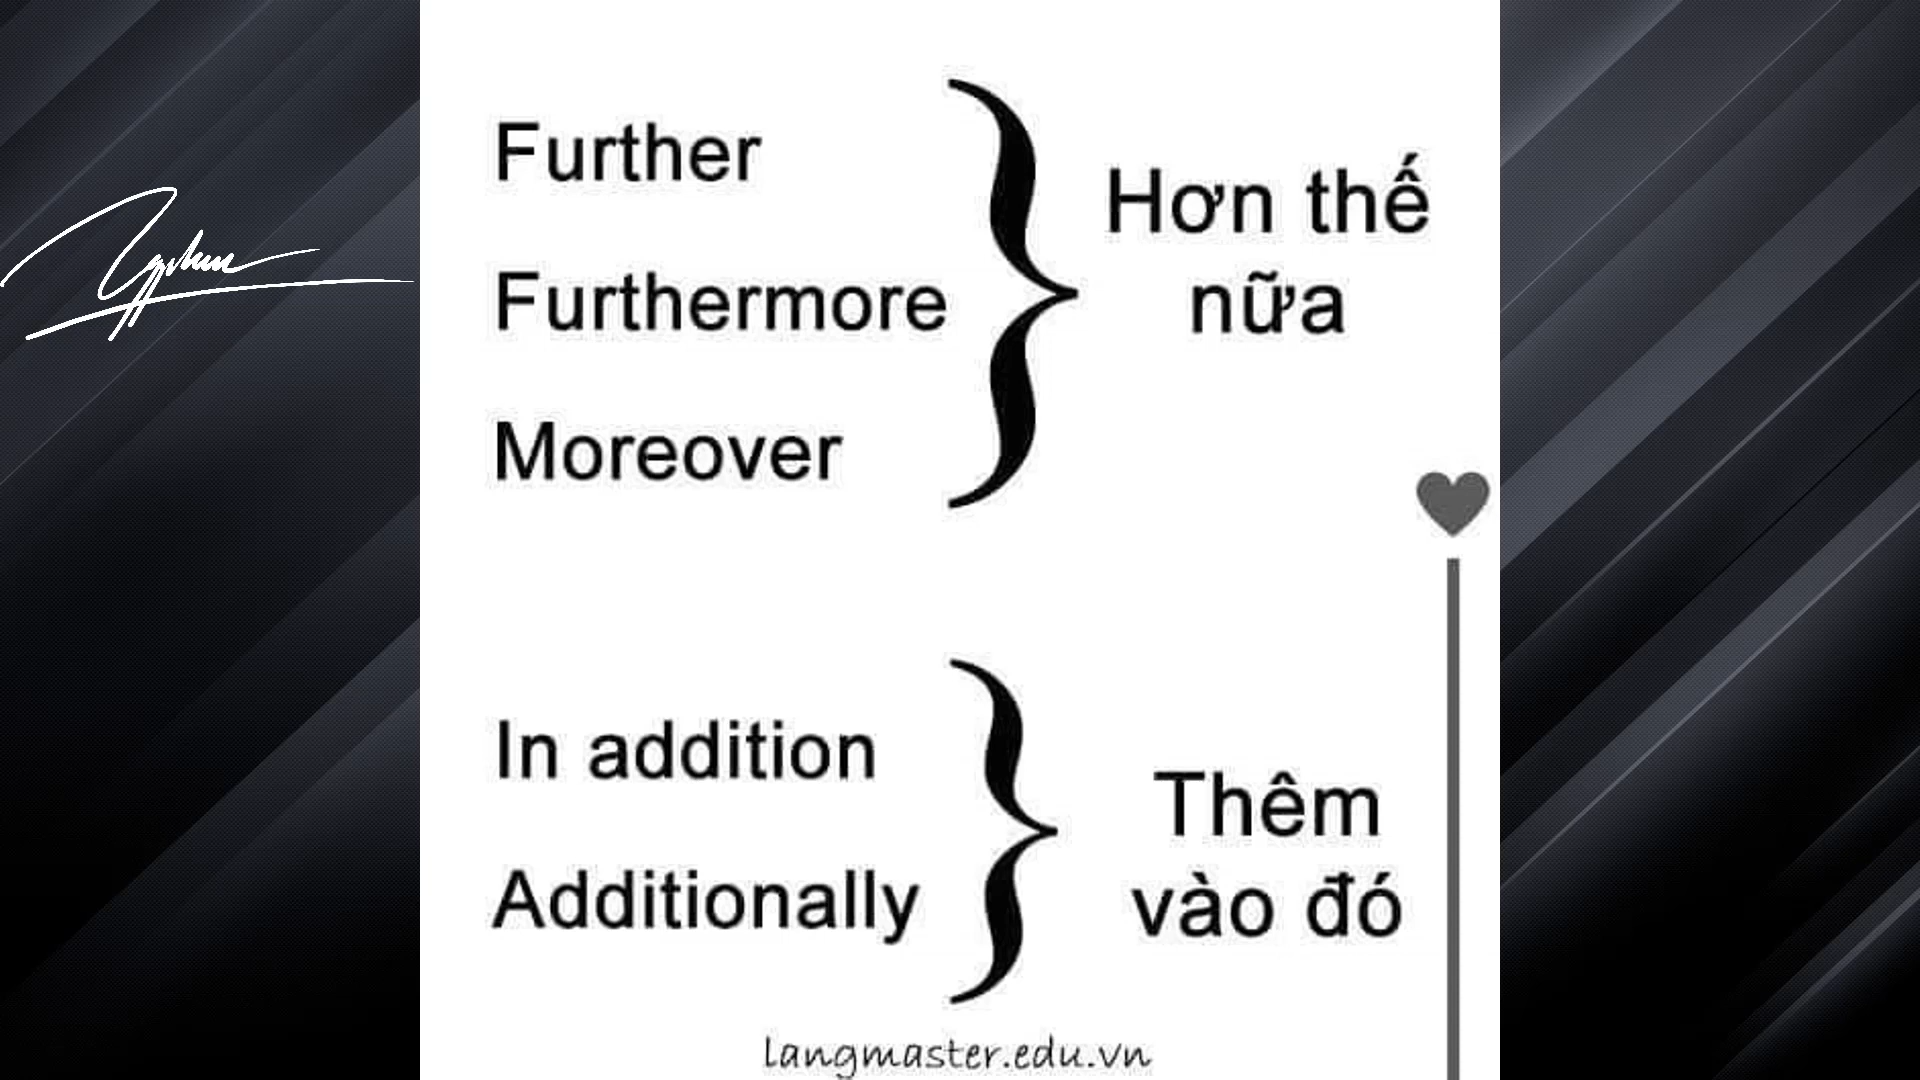 Further
Furthermore
Moreover
Hơn thế
nữa
In addition
Additionally
Thêm
vào đó
langmaster.edu.vn